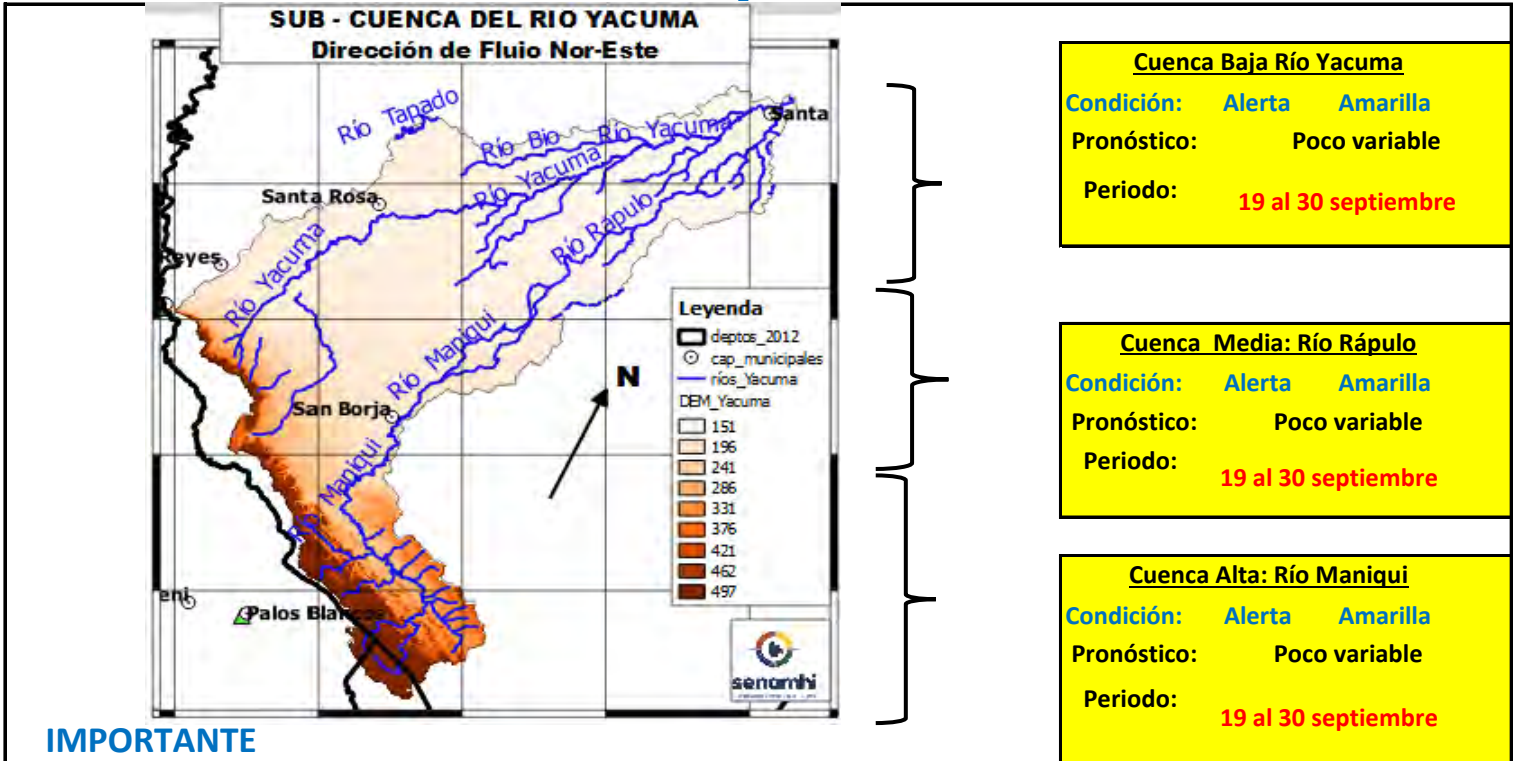 SUB - CUENCA DEL RIO YACUMA
Dirección de Flujo Nor-Este
Río Tapado
Santa
Río Bio
Río Yacuma
Río Yacuma
Santa Rosa
Río Rápulo
Reyes
Río Yacuma
Río Maniqui
San Borja
Río Maniqui
eni
Palos Blancos
N
Leyenda
deptos_2012
cap_municipales
ríos_Yacuma
DEM_Yacuma
151
196
241
286
331
376
421
462
497
senamhi
Cuenca Baja Río Yacuma
Condición: Alerta Amarilla
Pronóstico: Poco variable
Periodo: 19 al 30 septiembre
Cuenca Media: Río Rápulo
Condición: Alerta Amarilla
Pronóstico: Poco variable
Periodo: 19 al 30 septiembre
Cuenca Alta: Río Maniqui
Condición: Alerta Amarilla
Pronóstico: Poco variable
Periodo: 19 al 30 septiembre
IMPORTANTE